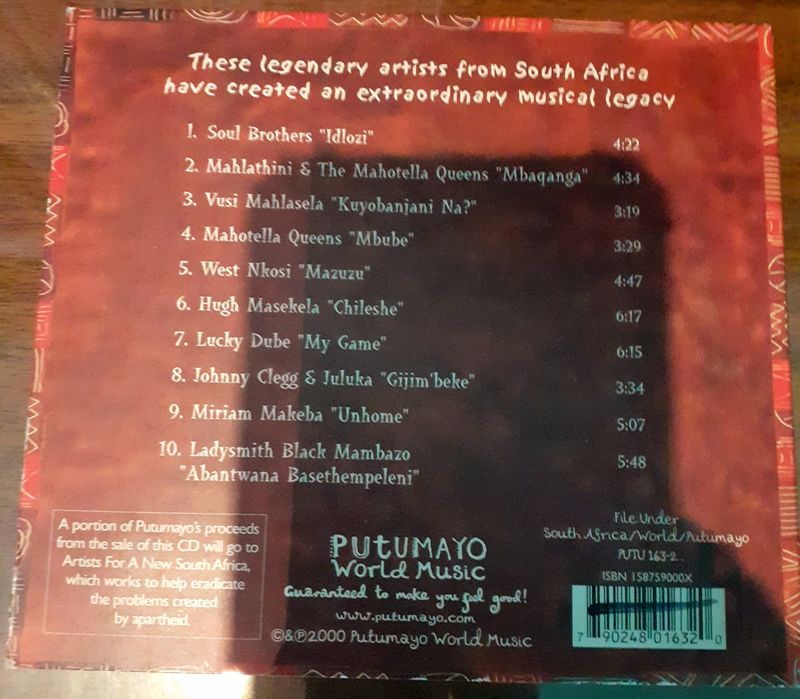 These legendary artists from South Africa
have created an extraordinary musical legacy
1. Soul Brothers "Idlozi" 4:22
2. Mahlathini & The Mahotella Queens "Mbaqanga" 4:34
3. Vusi Mahlasela "Kuyobanjani Na?" 3:19
4. Mahotella Queens "Mbube" 3:29
5. West Nkosi "Mazuzu" 4:47
6. Hugh Masekela "Chileshe" 6:17
7. Lucky Dube "My Game" 6:15
8. Johnny Clegg & Juluka "Gijim'beke" 3:34
9. Miriam Makeba "Unhome" 5:07
10. Ladysmith Black Mambazo
"Abantwana Basethempeleni" 5:48
A portion of Putumayo's proceeds
from the sale of this CD will go to
Artists For A New South Africa,
which works to help eradicate
the problems created
by apartheid.
PUTUMAYO
World Music
Guaranteed to make you feel good!
www.putumayo.com
©&℗2000 Putumayo World Music
File Under
South Africa/World/Putumayo
PUTU 163-2
ISBN 158759000X
7 90248 01632 0